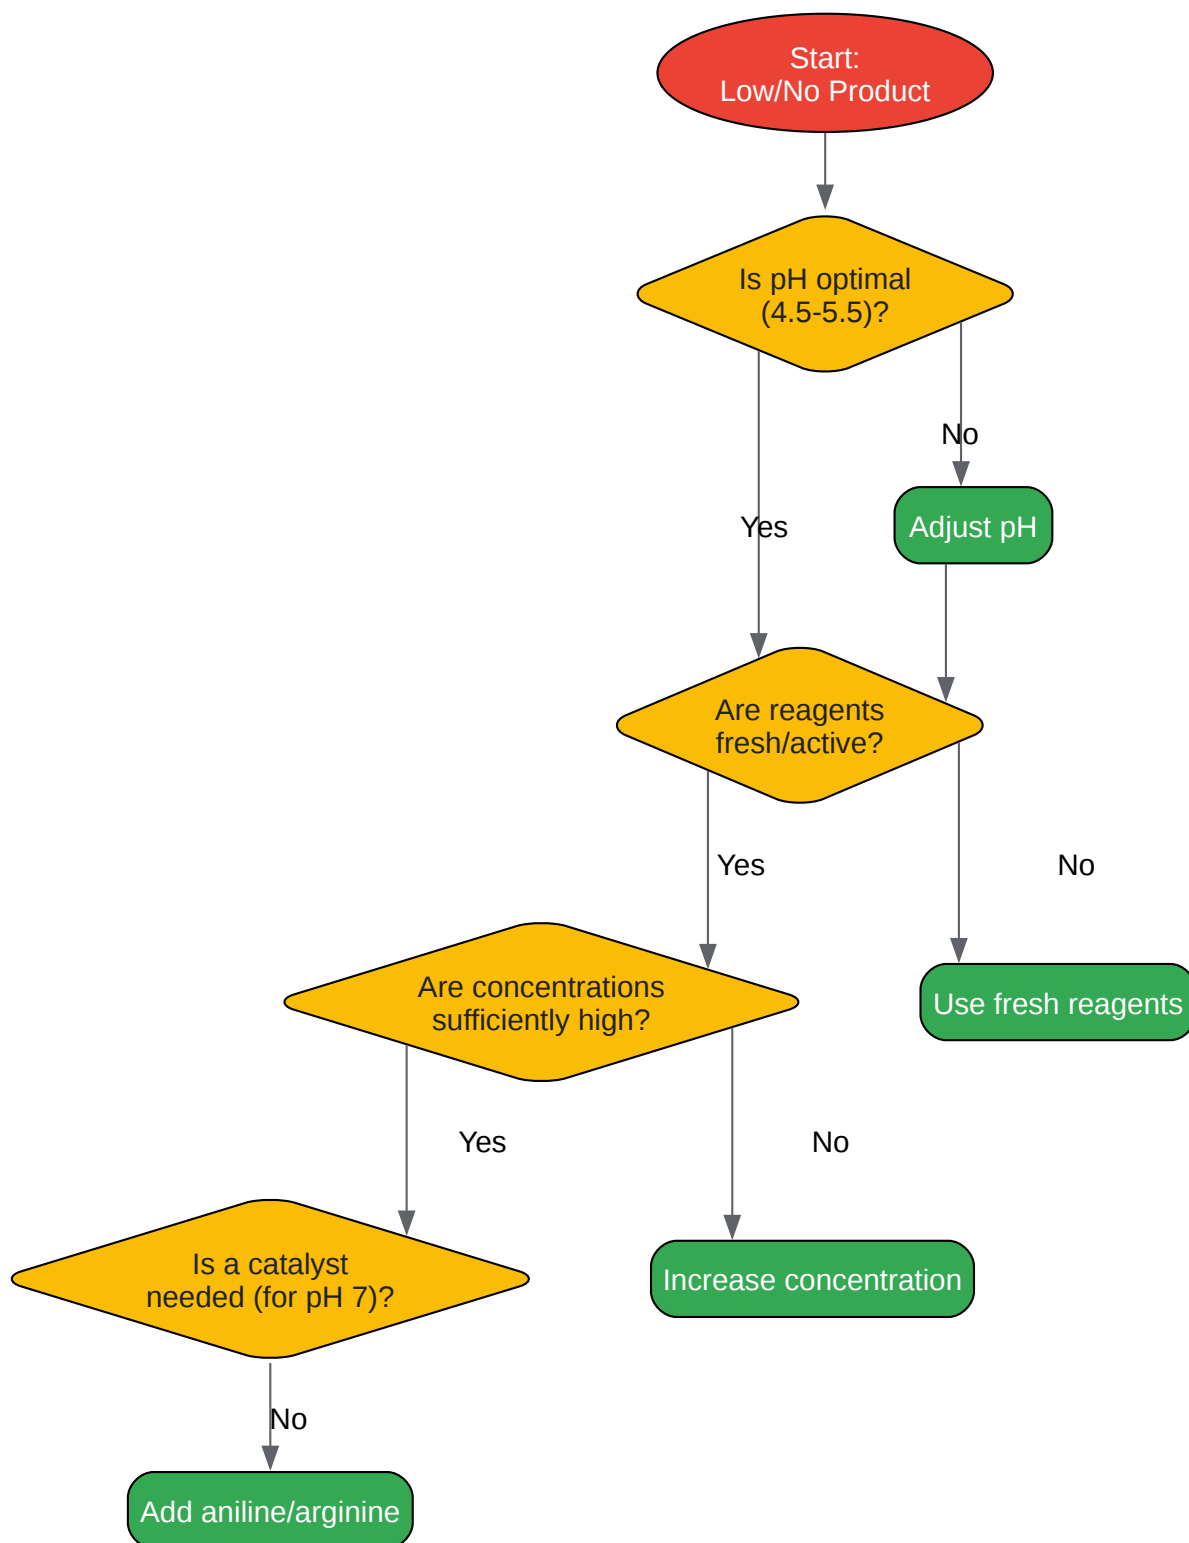 Start:
Low/No Product
Is pH optimal
(4.5-5.5)?
No
Yes
Adjust pH
Are reagents
fresh/active?
Yes
No
Are concentrations
sufficiently high?
Use fresh reagents
Yes
No
Is a catalyst
needed (for pH 7)?
Increase concentration
No
Add aniline/arginine